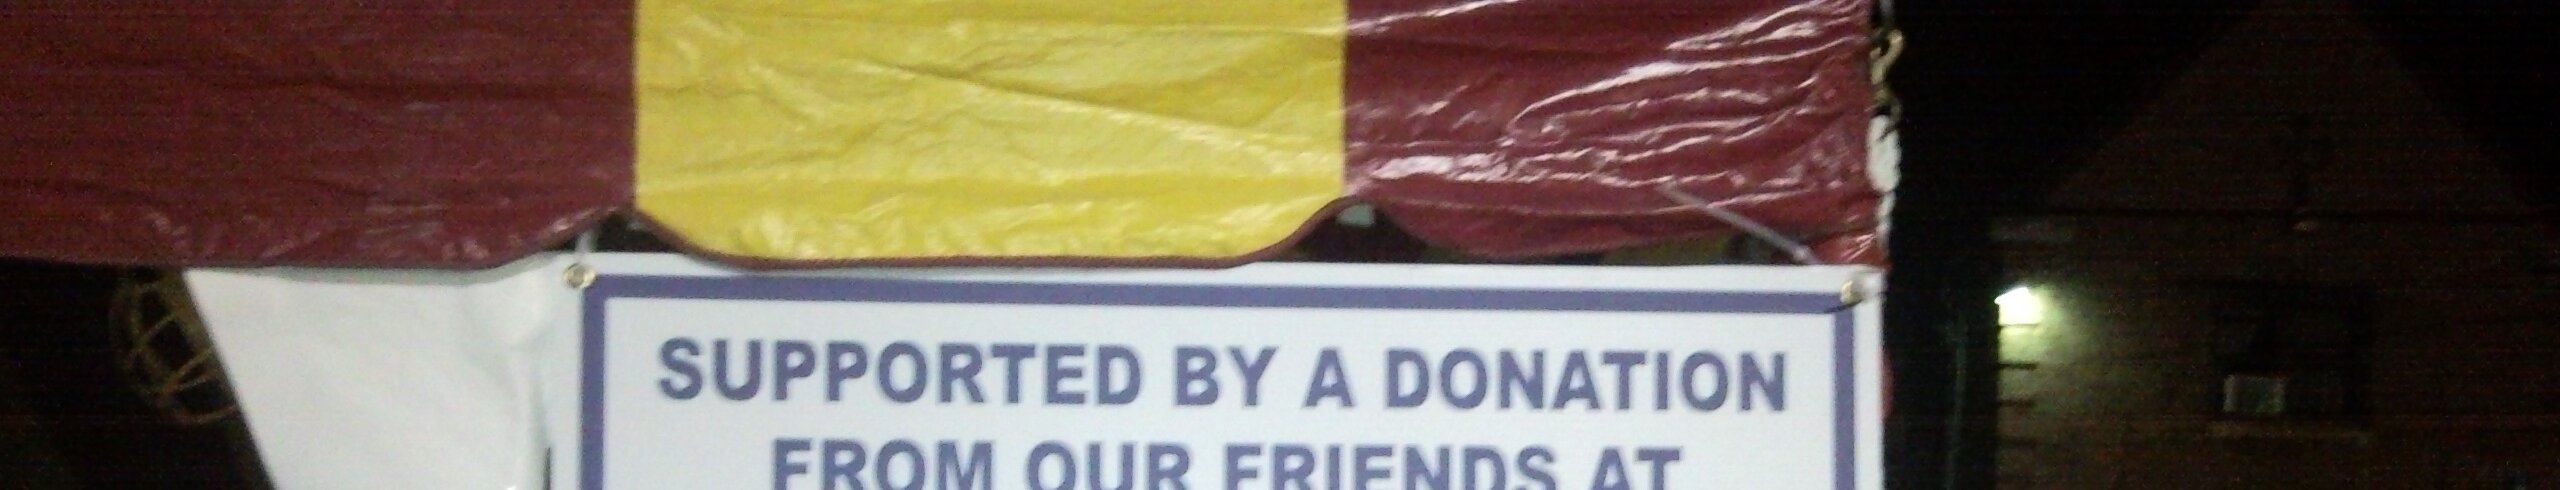 SUPPORTED BY A DONATION
FROM OUR FRIENDS AT